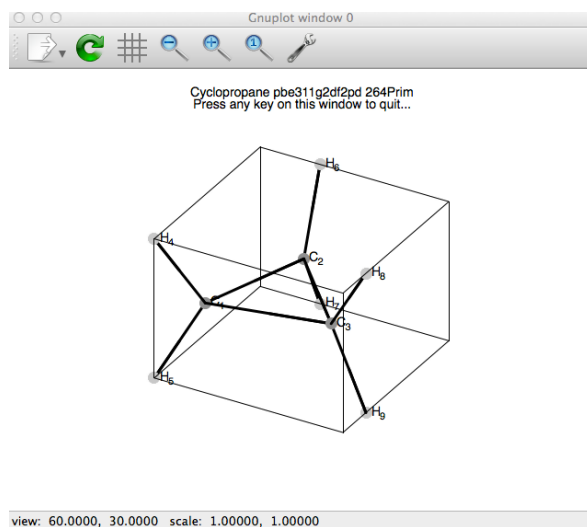 Gnuplot window 0
1
Cyclopropane pbe311g2df2pd 264Prim
Press any key on this window to quit...
H6
H4
C2
H8
H7
C3
H5
H9
view: 60.0000, 30.0000 scale: 1.00000, 1.00000